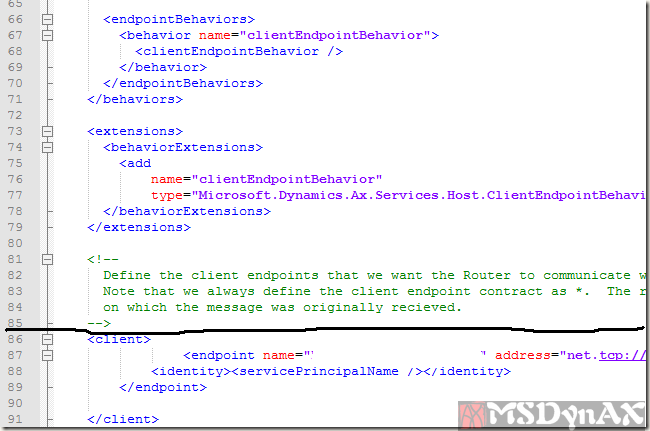 65
66 <endpointBehaviors>
67 <behavior name="clientEndpointBehavior">
68 <clientEndpointBehavior />
69 </behavior>
70 </endpointBehaviors>
71 </behaviors>
72
73 <extensions>
74 <behaviorExtensions>
75 <add
76 name="clientEndpointBehavior"
77 type="Microsoft.Dynamics.Ax.Services.Host.ClientEndpointBehavi
78 </behaviorExtensions>
79 </extensions>
80
81 <!--
82 Define the client endpoints that we want the Router to communicate w
83 Note that we always define the client endpoint contract as *. The r
84 on which the message was originally recieved.
85 -->
86 <client>
87 <endpoint name=" " address="net.tcp://
88 <identity><servicePrincipalName /></identity>
89 </endpoint>
90
91 </client>
MSDynAX